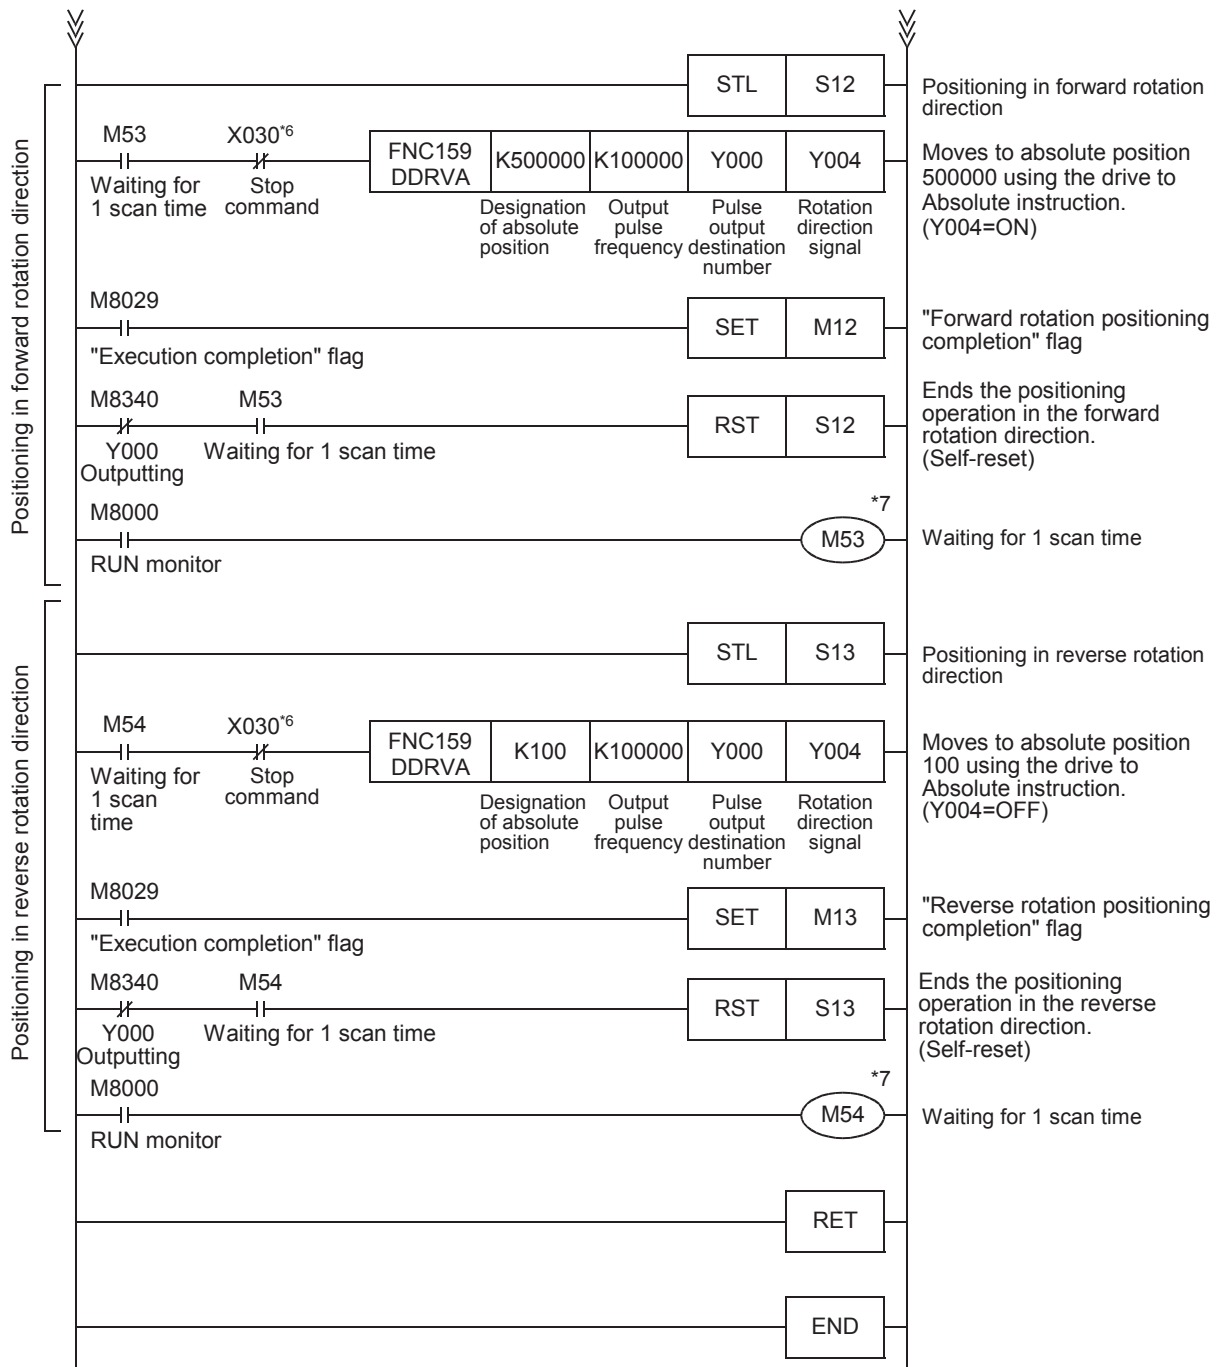 STL S12
Positioning in forward rotation
direction
Positioning in forward rotation direction
M53 X030*6
FNC159
DDRVA
K500000 K100000 Y000 Y004
Waiting for
1 scan time
Stop
command
Designation
of absolute
position
Output
pulse
frequency
Pulse
output
destination
number
Rotation
direction
signal
Moves to absolute position
500000 using the drive to
Absolute instruction.
(Y004=ON)
M8029
"Execution completion" flag
SET M12
"Forward rotation positioning
completion" flag
M8340 M53
Y000
Outputting
Waiting for 1 scan time
RST S12
Ends the positioning
operation in the forward
rotation direction.
(Self-reset)
M8000
RUN monitor
*7
M53
Waiting for 1 scan time
STL S13
Positioning in reverse rotation
direction
Positioning in reverse rotation direction
M54 X030*6
FNC159
DDRVA
K100 K100000 Y000 Y004
Waiting for
1 scan
time
Stop
command
Designation
of absolute
position
Output
pulse
frequency
Pulse
output
destination
number
Rotation
direction
signal
Moves to absolute position
100 using the drive to
Absolute instruction.
(Y004=OFF)
M8029
"Execution completion" flag
SET M13
"Reverse rotation positioning
completion" flag
M8340 M54
Y000
Outputting
Waiting for 1 scan time
RST S13
Ends the positioning
operation in the reverse
rotation direction.
(Self-reset)
M8000
RUN monitor
*7
M54
Waiting for 1 scan time
RET
END